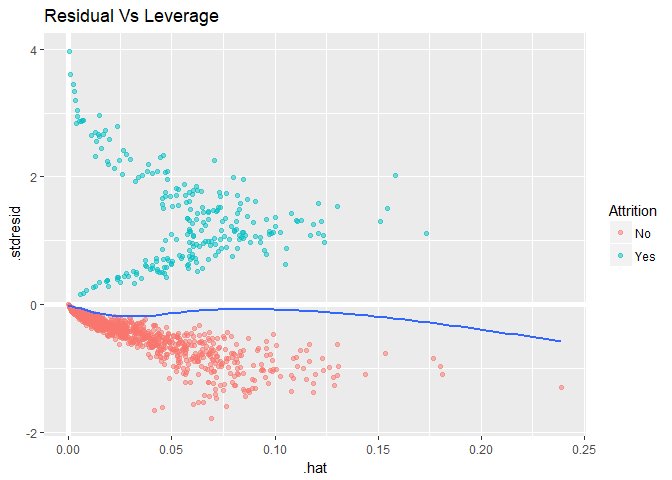 Residual Vs Leverage
4
2
0
-2
.stdresid
0.00
0.05
0.10
0.15
0.20
0.25
.hat
Attrition
No
Yes